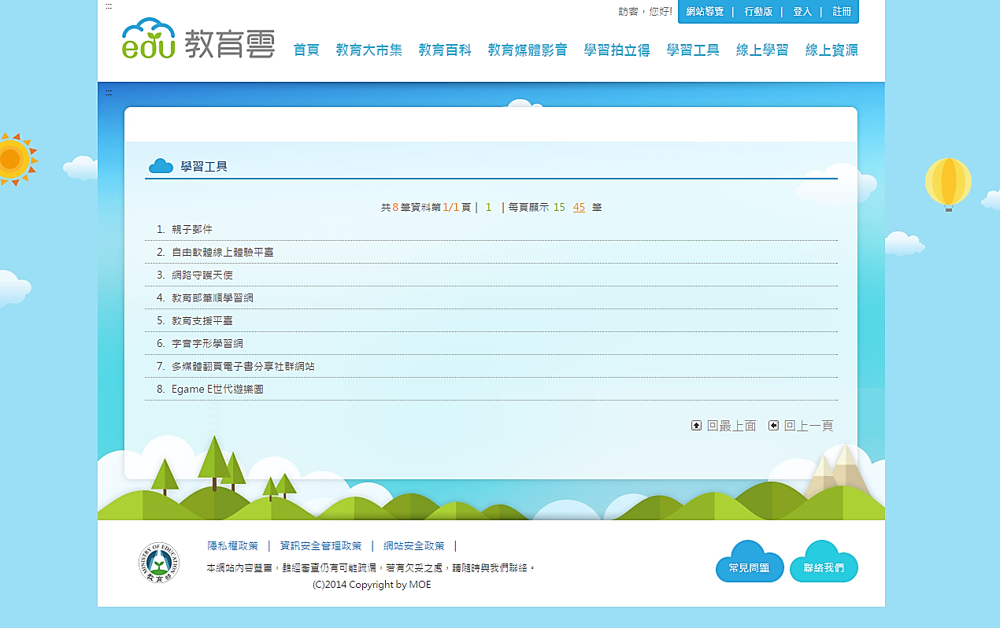 :::
訪客，您好!
網站導覽 | 行動版 | 登入 | 註冊
edu 教育雲
首頁 教育大市集 教育百科 教育媒體影音 學習拍立得 學習工具 線上學習 線上資源
:::
學習工具
共8筆資料第1/1頁 | 1 | 每頁顯示 15 45 筆
1. 親子郵件
2. 自由軟體線上體驗平臺
3. 網路守護天使
4. 教育部筆順學習網
5. 教育支援平臺
6. 字音字形學習網
7. 多媒體翻頁電子書分享社群網站
8. Egame E世代遊樂園
回最上面 回上一頁
MINISTRY OF EDUCATION
教育部
隱私權政策 | 資訊安全管理政策 | 網站安全政策 |
本網站內容豐富，雖經審查仍有可能疏漏，若有欠妥之處，請隨時與我們聯絡。
(C)2014 Copyright by MOE
常見問題
聯絡我們